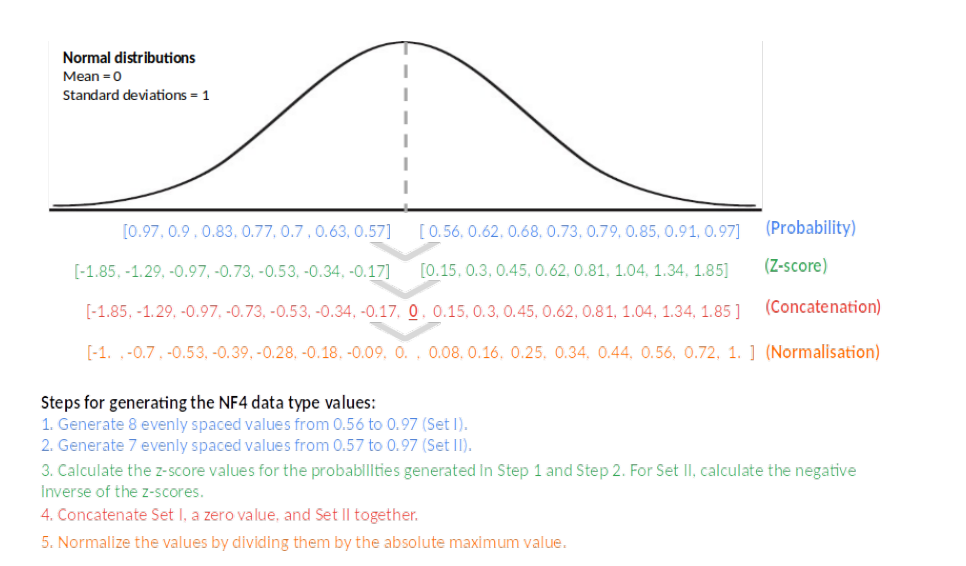 Normal distributions
Mean = 0
Standard deviations = 1
[0.97, 0.9 , 0.83, 0.77, 0.7 , 0.63, 0.57] [ 0.56, 0.62, 0.68, 0.73, 0.79, 0.85, 0.91, 0.97] (Probability)
[-1.85, -1.29, -0.97, -0.73, -0.53, -0.34, -0.17] [0.15, 0.3, 0.45, 0.62, 0.81, 1.04, 1.34, 1.85] (Z-score)
[-1.85, -1.29, -0.97, -0.73, -0.53, -0.34, -0.17, 0 , 0.15, 0.3, 0.45, 0.62, 0.81, 1.04, 1.34, 1.85 ] (Concatenation)
[-1. , -0.7 , -0.53, -0.39, -0.28, -0.18, -0.09, 0. , 0.08, 0.16, 0.25, 0.34, 0.44, 0.56, 0.72, 1. ] (Normalisation)
Steps for generating the NF4 data type values:
1. Generate 8 evenly spaced values from 0.56 to 0.97 (Set I).
2. Generate 7 evenly spaced values from 0.57 to 0.97 (Set II).
3. Calculate the z-score values for the probabilities generated in Step 1 and Step 2. For Set II, calculate the negative
inverse of the z-scores.
4. Concatenate Set I, a zero value, and Set II together.
5. Normalize the values by dividing them by the absolute maximum value.